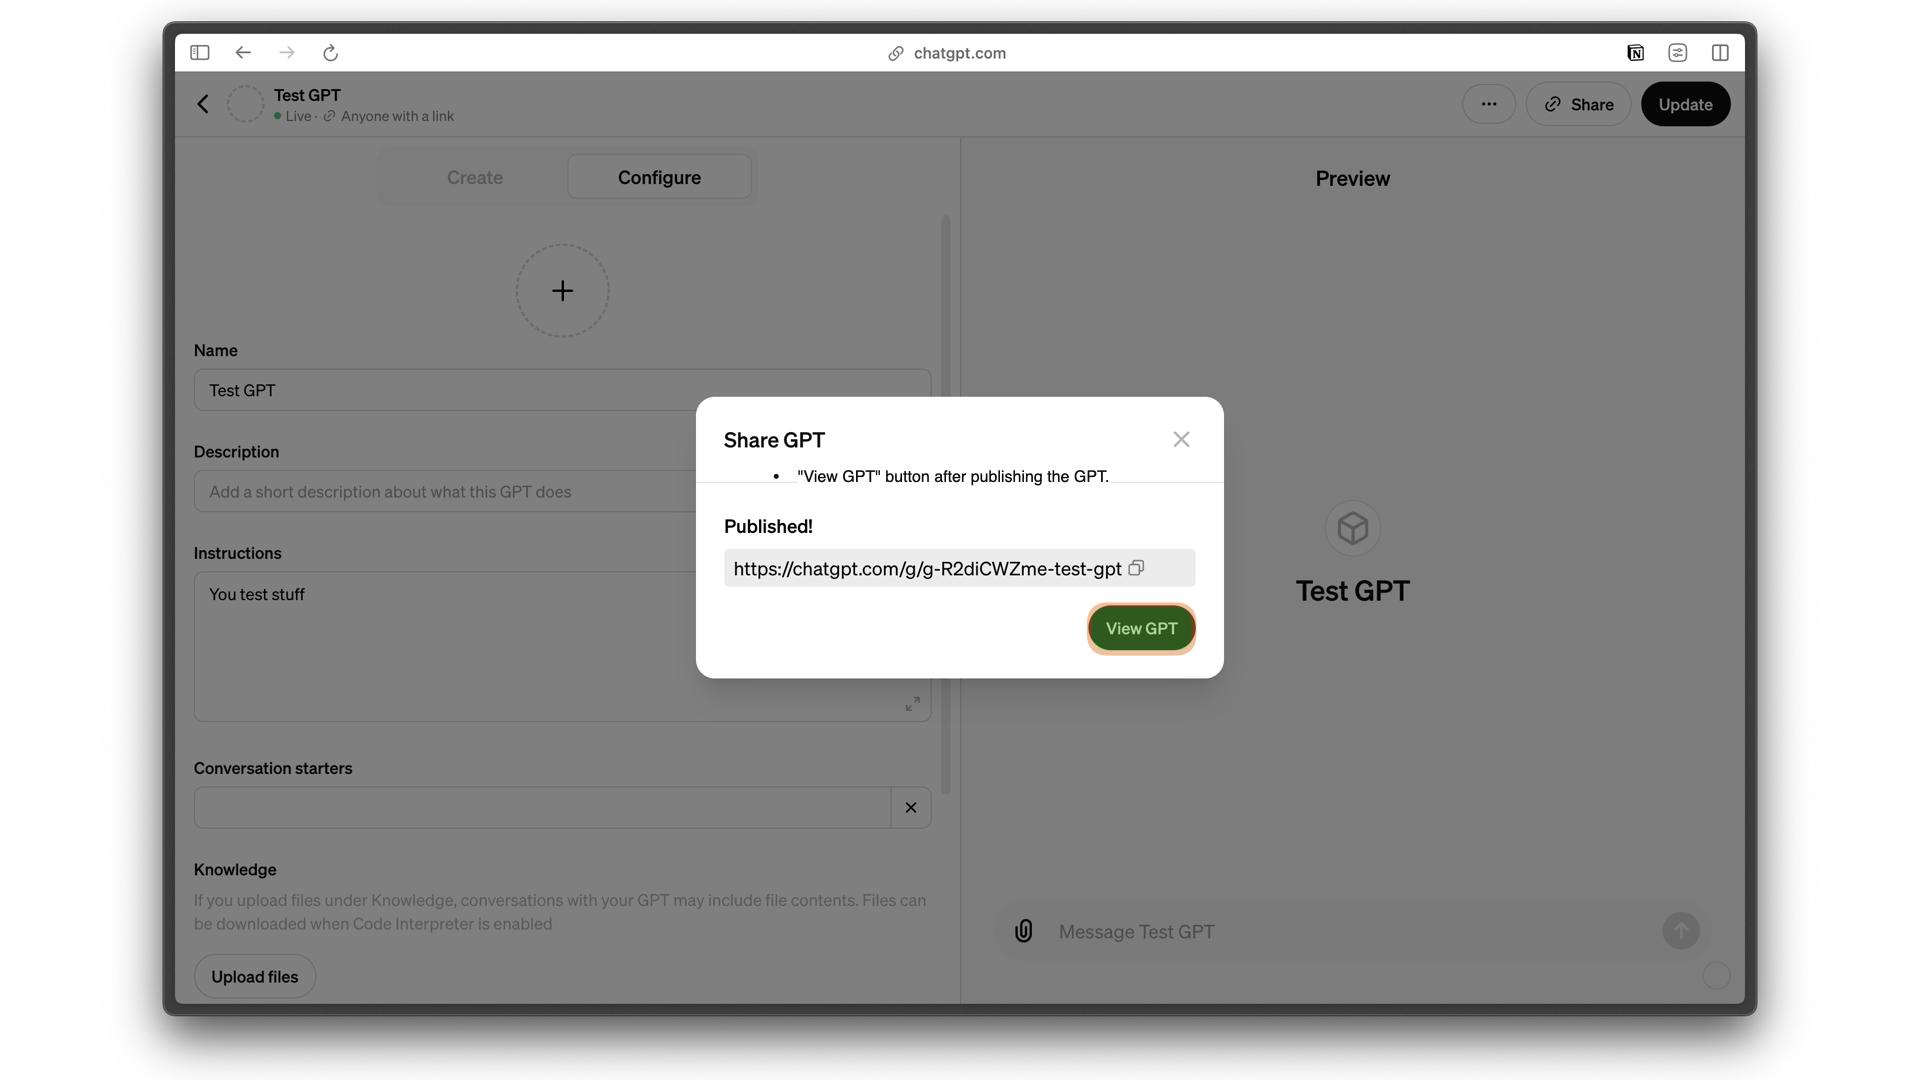 chatgpt.com
Test GPT
Live · Anyone with a link
Share
Update
Create
Configure
Preview
Name
Test GPT
Description
Add a short description about what this GPT does
Instructions
You test stuff
Share GPT
• "View GPT" button after publishing the GPT.
Published!
https://chatgpt.com/g/g-R2diCWZme-test-gpt
View GPT
Test GPT
Conversation starters
Knowledge
If you upload files under Knowledge, conversations with your GPT may include file contents. Files can
be downloaded when Code Interpreter is enabled
Upload files
Message Test GPT